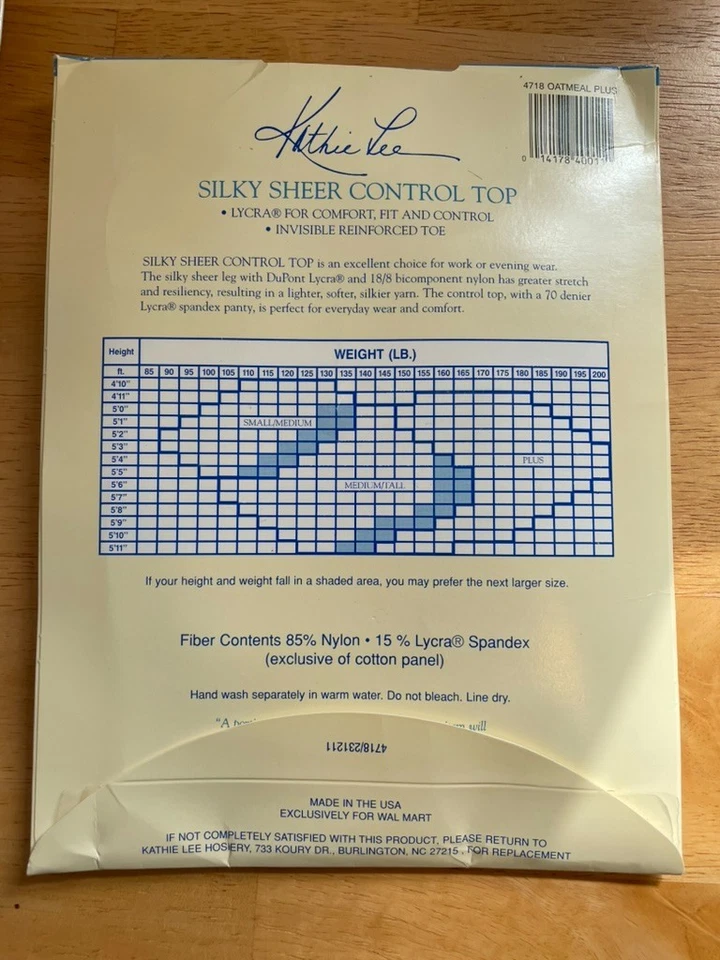 4718 OATMEAL PLUS
0 14178 4001
Kathie Lee
SILKY SHEER CONTROL TOP
• LYCRA® FOR COMFORT, FIT AND CONTROL
• INVISIBLE REINFORCED TOE
SILKY SHEER CONTROL TOP is an excellent choice for work or evening wear.
The silky sheer leg with DuPont Lycra® and 18/8 bicomponent nylon has greater stretch
and resiliency, resulting in a lighter, softer, silkier yarn. The control top, with a 70 denier
Lycra® spandex panty, is perfect for everyday wear and comfort.
Height WEIGHT (LB.)
ft. 85 90 95 100 105 110 115 120 125 130 135 140 145 150 155 160 165 170 175 180 185 190 195 200
4'10"
4'11"
5'0"
5'1" SMALL/MEDIUM
5'2"
5'3"
5'4" PLUS
5'5"
5'6" MEDIUM/TALL
5'7"
5'8"
5'9"
5'10"
5'11"
If your height and weight fall in a shaded area, you may prefer the next larger size.
Fiber Contents 85% Nylon • 15 % Lycra® Spandex
(exclusive of cotton panel)
Hand wash separately in warm water. Do not bleach. Line dry.
"A will
4718/231211
MADE IN THE USA
EXCLUSIVELY FOR WAL MART
IF NOT COMPLETELY SATISFIED WITH THIS PRODUCT, PLEASE RETURN TO
KATHIE LEE HOSIERY, 733 KOURY DR., BURLINGTON, NC 27215 , FOR REPLACEMENT